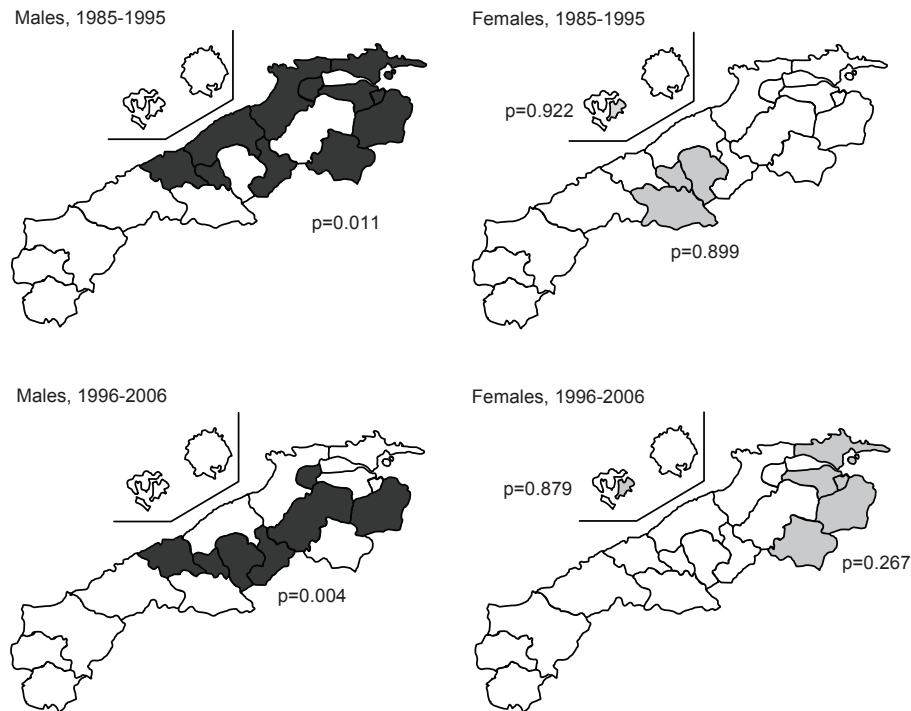 Males, 1985-1995
Females, 1985-1995
p=0.922
p=0.011
p=0.899
Males, 1996-2006
Females, 1996-2006
p=0.879
p=0.267
p=0.004